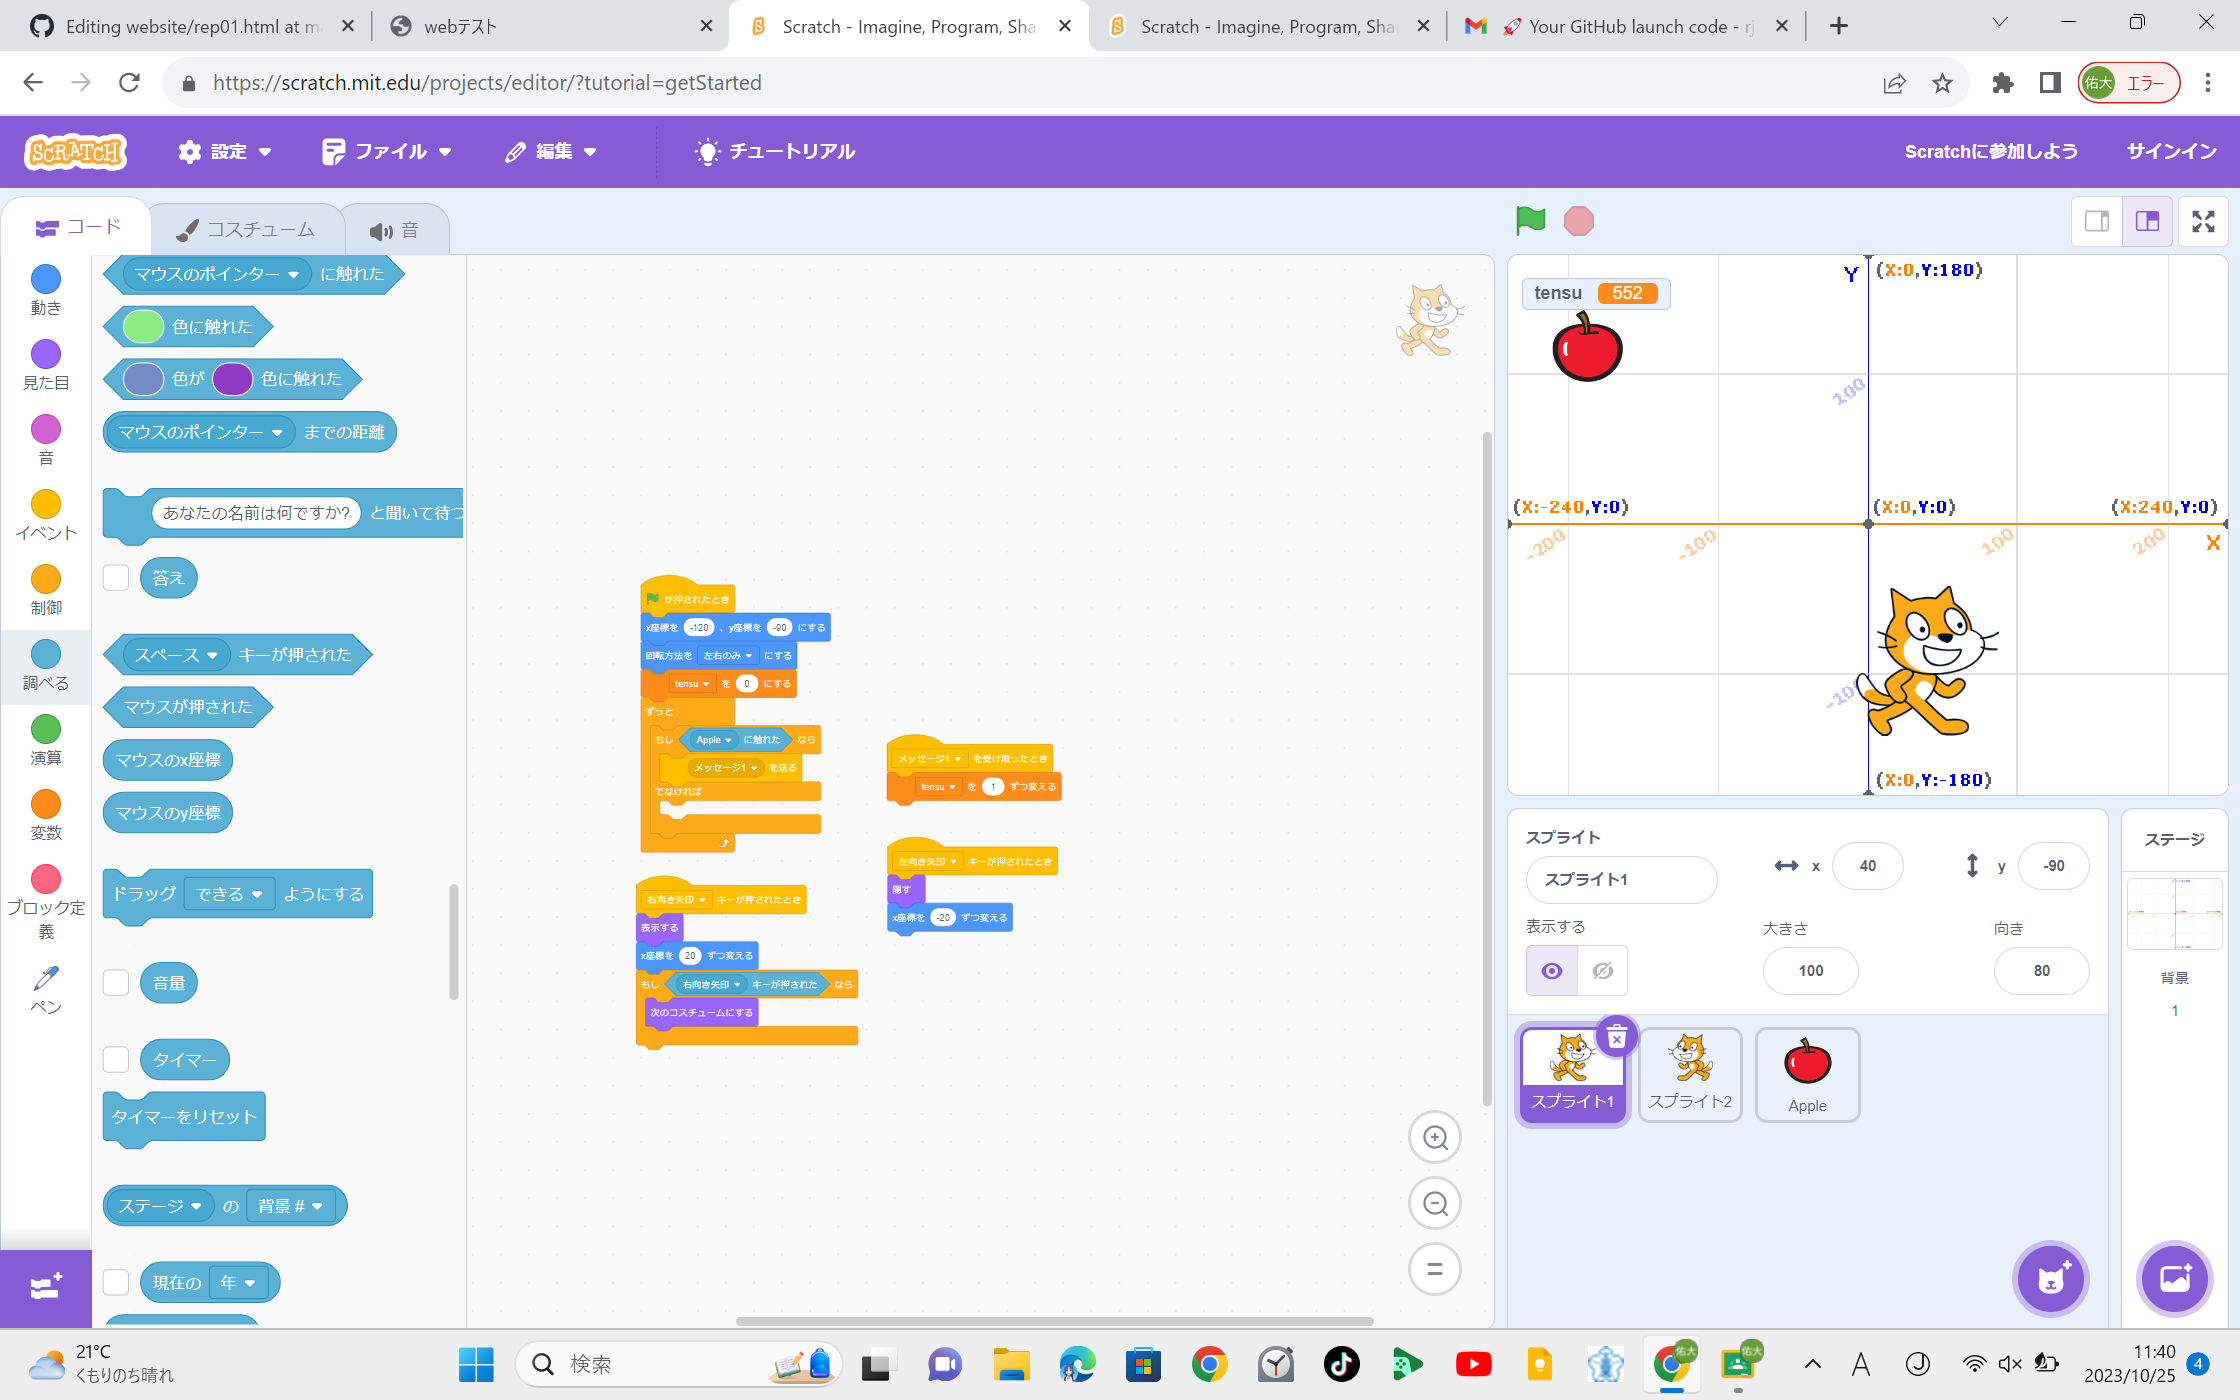 Editing website/rep01.html at m
webテスト
Scratch - Imagine, Program, Sha
Scratch - Imagine, Program, Sha
🚀 Your GitHub launch code - rj
https://scratch.mit.edu/projects/editor/?tutorial=getStarted
佑大
エラー
SCRATCH
設定
ファイル
編集
チュートリアル
Scratchに参加しよう
サインイン
コード
コスチューム
音
動き
見た目
音
イベント
制御
調べる
演算
変数
ブロック定
義
ペン
マウスのポインター に触れた
色に触れた
色が 色に触れた
マウスのポインター までの距離
あなたの名前は何ですか? と聞いて待つ
答え
スペース キーが押された
マウスが押された
マウスのx座標
マウスのy座標
ドラッグ できる ようにする
音量
タイマー
タイマーをリセット
ステージ の 背景 #
現在の 年
が押されたとき
x座標を -120 、y座標を -90 にする
回転方法を 左右のみ にする
tensu を 0 にする
ずっと
もし Apple に触れた なら
メッセージ1 を送る
でなければ
右向き矢印 キーが押されたとき
表示する
x座標を 20 ずつ変える
もし 右向き矢印 キーが押された なら
次のコスチュームにする
メッセージ1 を受け取ったとき
tensu を 1 ずつ変える
左向き矢印 キーが押されたとき
隠す
x座標を -20 ずつ変える
tensu 552
Y (X:0,Y:180)
100
(X:-240,Y:0) (X:0,Y:0) (X:240,Y:0)
-200 -100 100 200 X
-100
(X:0,Y:-180)
スプライト
スプライト1
x 40
y -90
表示する
大きさ
100
向き
80
スプライト1
スプライト2
Apple
ステージ
背景
1
21°C
くもりのち晴れ
検索
佑大
佑大
A
J
11:40
2023/10/25
4